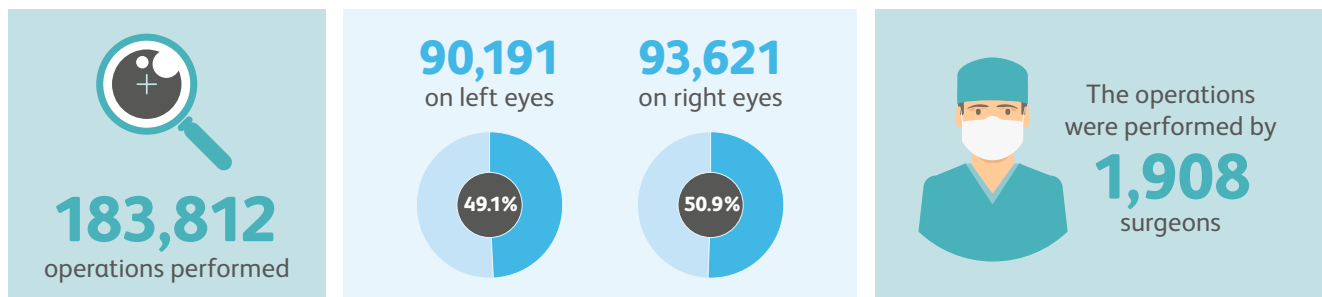 183,812
operations performed
90,191
on left eyes
49.1%
93,621
on right eyes
50.9%
The operations
were performed by
1,908
surgeons